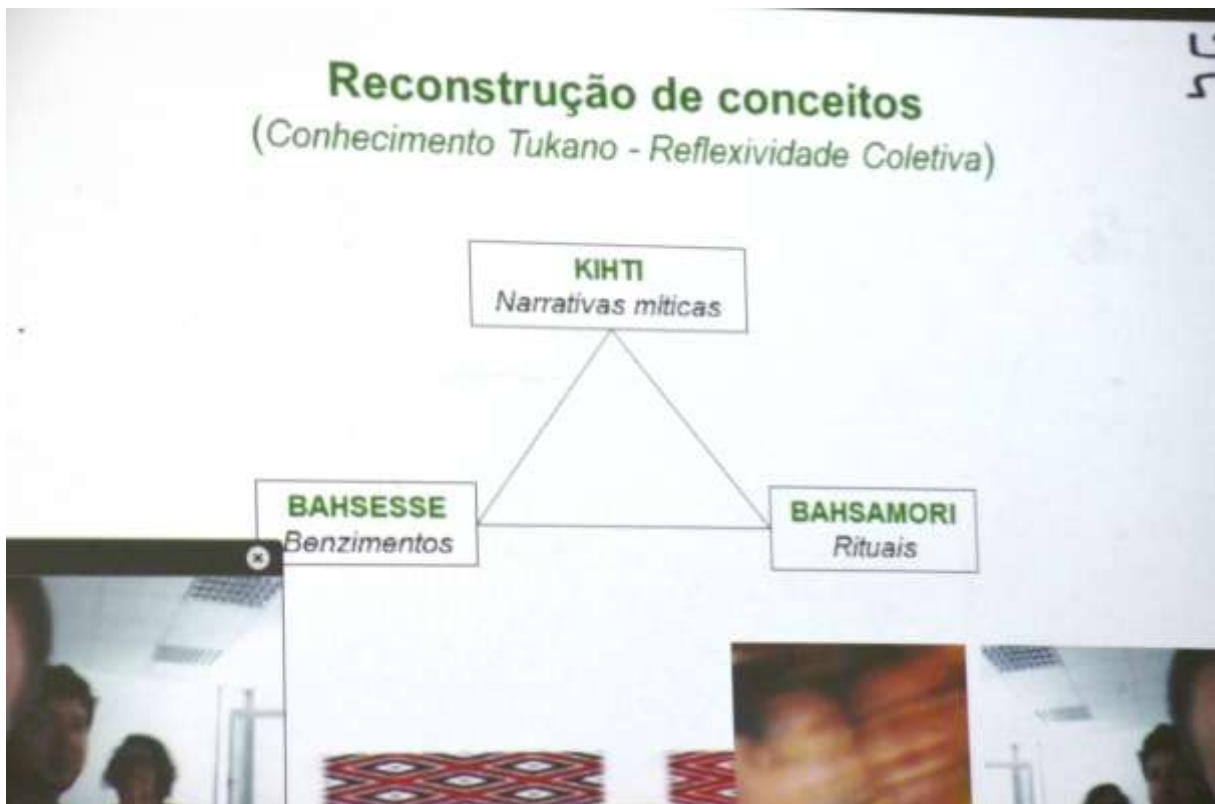 Reconstrução de conceitos
(Conhecimento Tukano - Reflexividade Coletiva)
KIHTI
Narrativas míticas
BAHSESSE
Benzimentos
BAHSAMORI
Rituais